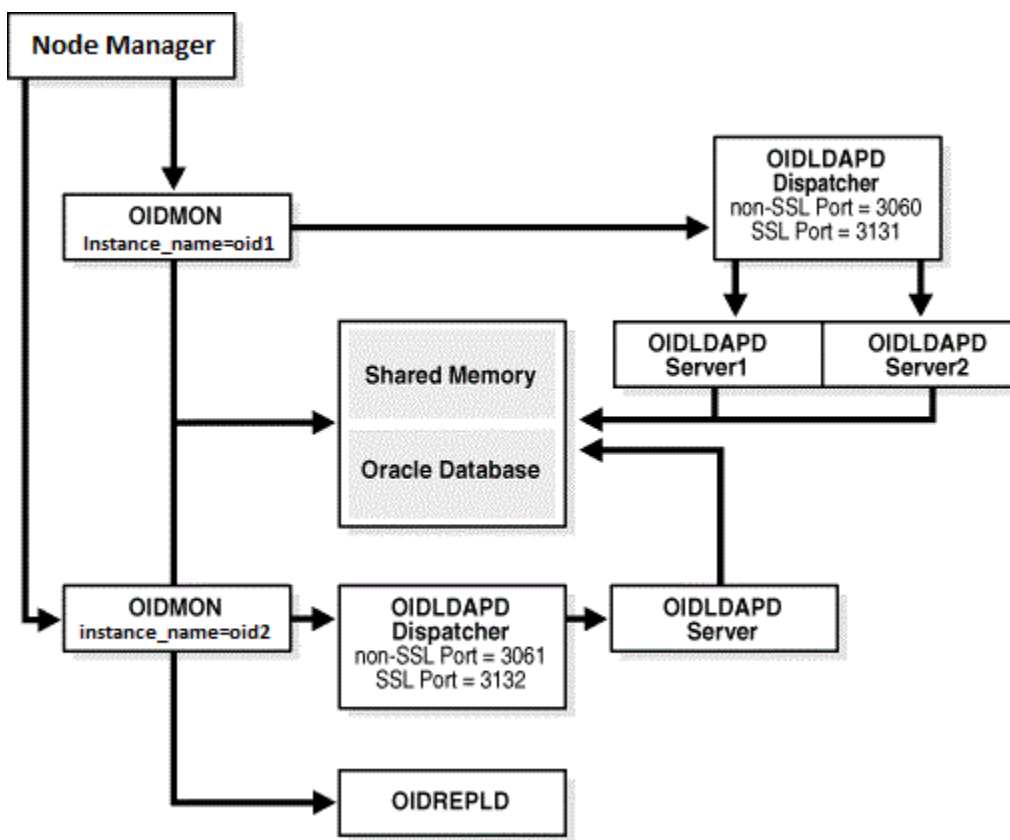 Node Manager
OIDMON
Instance_name=oid1
OIDLDAPD
Dispatcher
non-SSL Port = 3060
SSL Port = 3131
OIDLDAPD
Server1
OIDLDAPD
Server2
Shared Memory
Oracle Database
OIDMON
instance_name=oid2
OIDLDAPD
Dispatcher
non-SSL Port = 3061
SSL Port = 3132
OIDLDAPD
Server
OIDREPLD